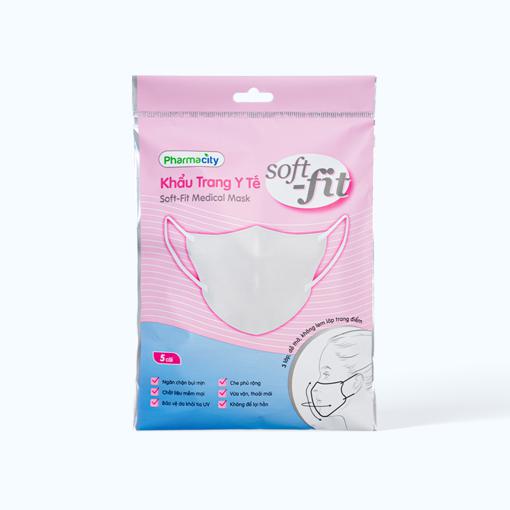 Pharmacity
Khẩu Trang Y Tế
Soft-Fit Medical Mask
soft
-fit
3 lớp, dễ thở, không lem lớp trang điểm
5 cái
Ngăn chặn bụi mịn
Chất liệu mềm mại
Bảo vệ da khỏi tia UV
Che phủ rộng
Vừa vặn, thoải mái
Không để lại hằn